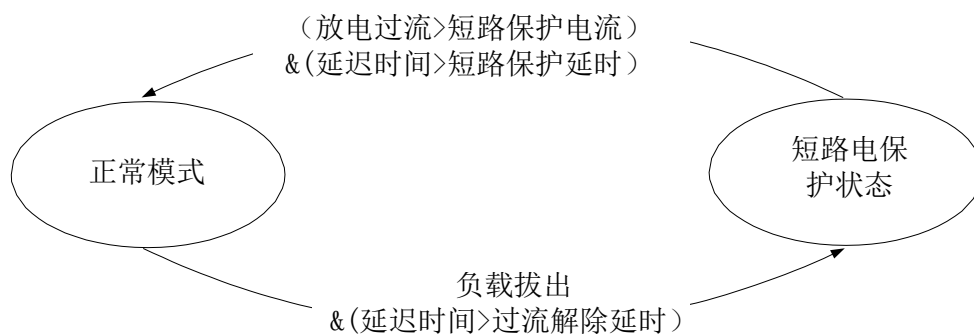 （放电过流>短路保护电流）
&(延迟时间>短路保护延时）
正常模式
短路电保
护状态
负载拔出
&(延迟时间>过流解除延时）